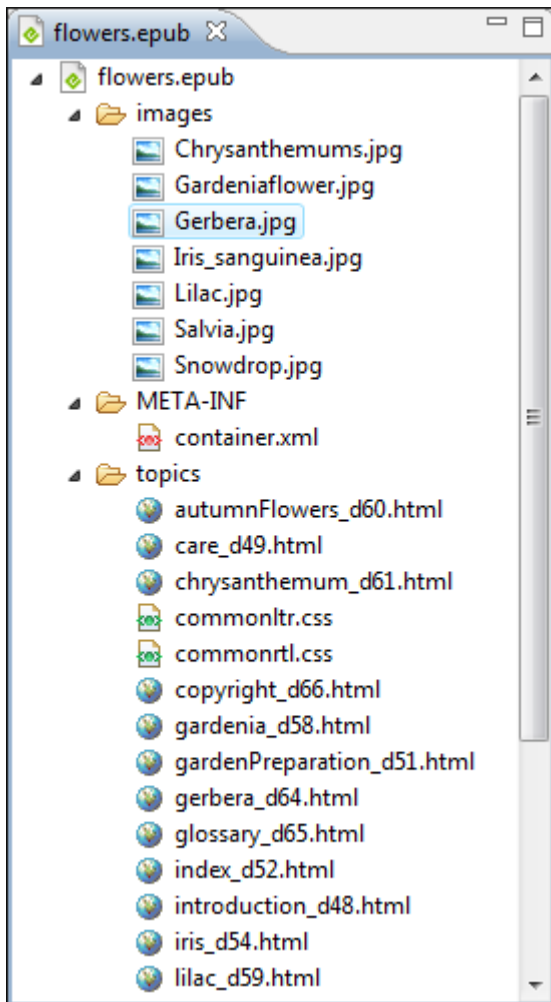 flowers.epub
flowers.epub
images
Chrysanthemums.jpg
Gardeniaflower.jpg
Gerbera.jpg
Iris_sanguinea.jpg
Lilac.jpg
Salvia.jpg
Snowdrop.jpg
META-INF
container.xml
topics
autumnFlowers_d60.html
care_d49.html
chrysanthemum_d61.html
commonltr.css
commonrtl.css
copyright_d66.html
gardenia_d58.html
gardenPreparation_d51.html
gerbera_d64.html
glossary_d65.html
index_d52.html
introduction_d48.html
iris_d54.html
lilac_d59.html